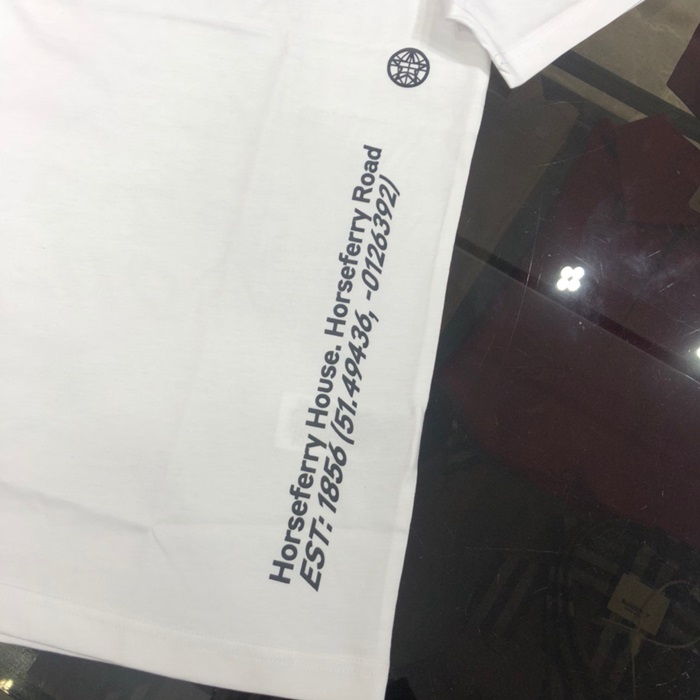 Horseferry House. Horseferry Road
EST: 1856 (51.49436, -0126392)